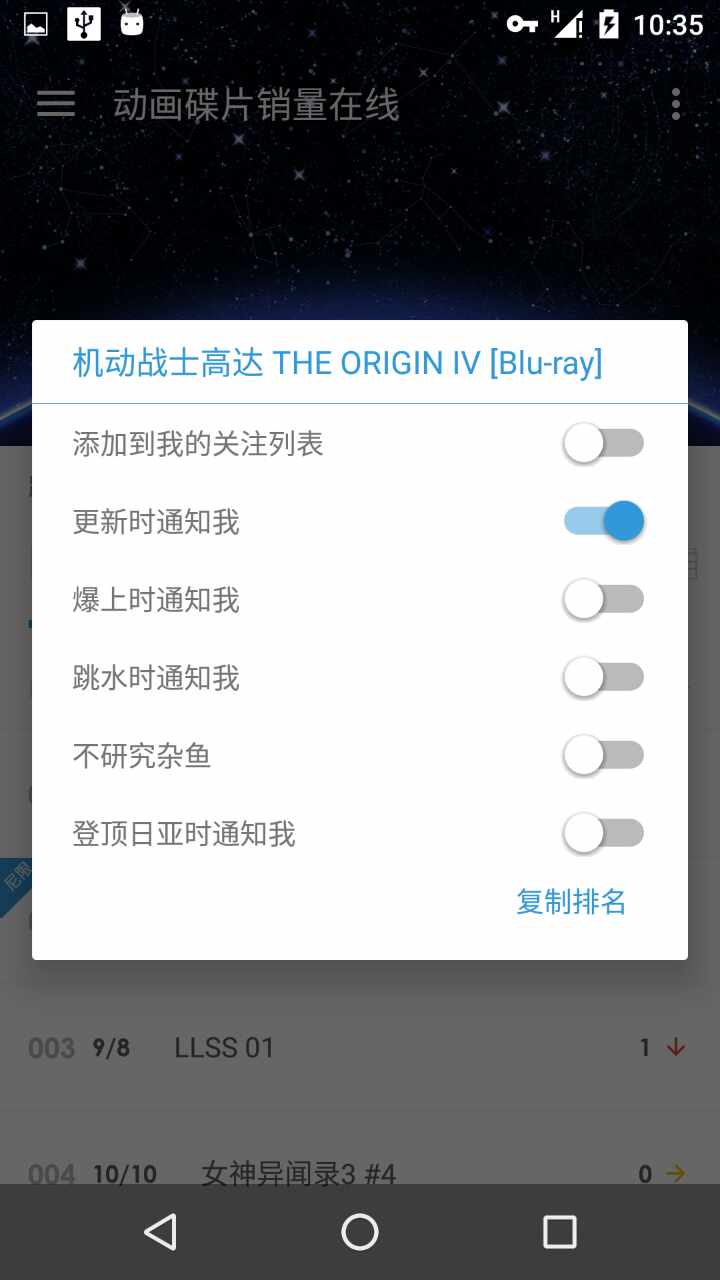 H
10:35
动画碟片销量在线
机动战士高达 THE ORIGIN IV [Blu-ray]
添加到我的关注列表
更新时通知我
爆上时通知我
跳水时通知我
不研究杂鱼
登顶日亚时通知我
尼限
复制排名
003 9/8 LLSS 01 1
004 10/10 女神异闻录3 #4 0